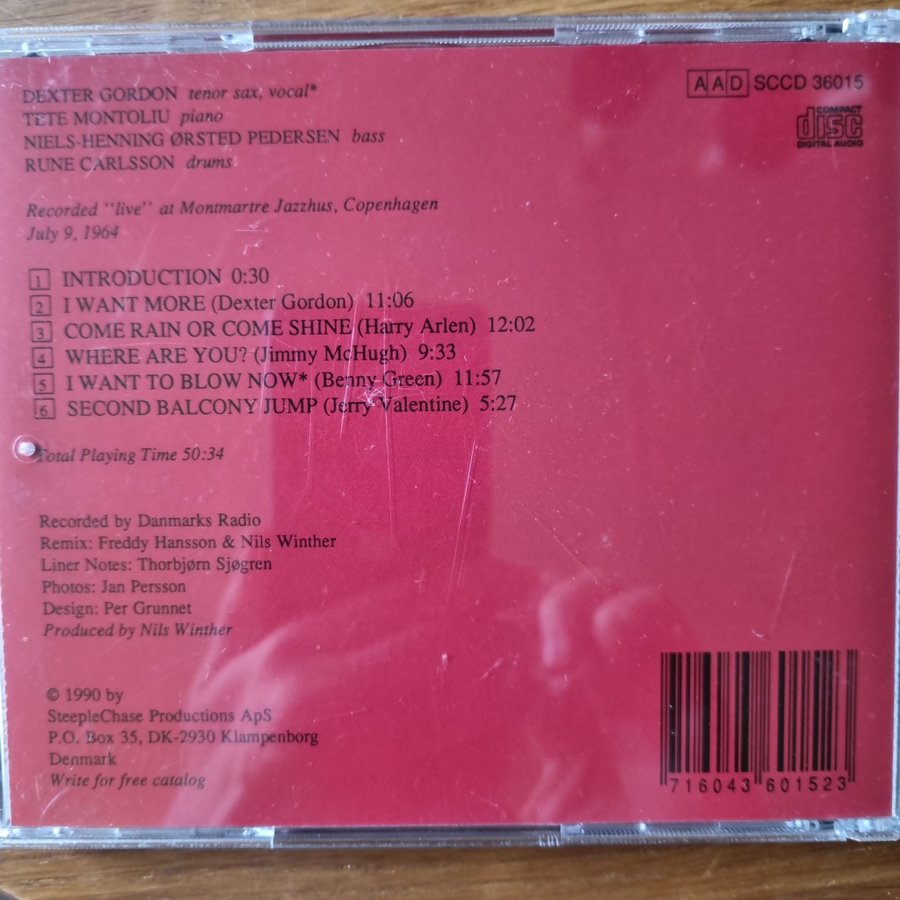 DEXTER GORDON tenor sax, vocal*
TETE MONTOLIU piano
NIELS-HENNING ØRSTED PEDERSEN bass
RUNE CARLSSON drums
AAD SCCD 36015
COMPACT
disc
DIGITAL AUDIO
Recorded "live" at Montmartre Jazzhus, Copenhagen
July 9, 1964
1 INTRODUCTION 0:30
2 I WANT MORE (Dexter Gordon) 11:06
3 COME RAIN OR COME SHINE (Harry Arlen) 12:02
4 WHERE ARE YOU? (Jimmy McHugh) 9:33
5 I WANT TO BLOW NOW* (Benny Green) 11:57
6 SECOND BALCONY JUMP (Jerry Valentine) 5:27
Total Playing Time 50:34
Recorded by Danmarks Radio
Remix: Freddy Hansson & Nils Winther
Liner Notes: Thorbjørn Sjøgren
Photos: Jan Persson
Design: Per Grunnet
Produced by Nils Winther
© 1990 by
SteepleChase Productions ApS
P.O. Box 35, DK-2930 Klampenborg
Denmark
Write for free catalog
716043 601523